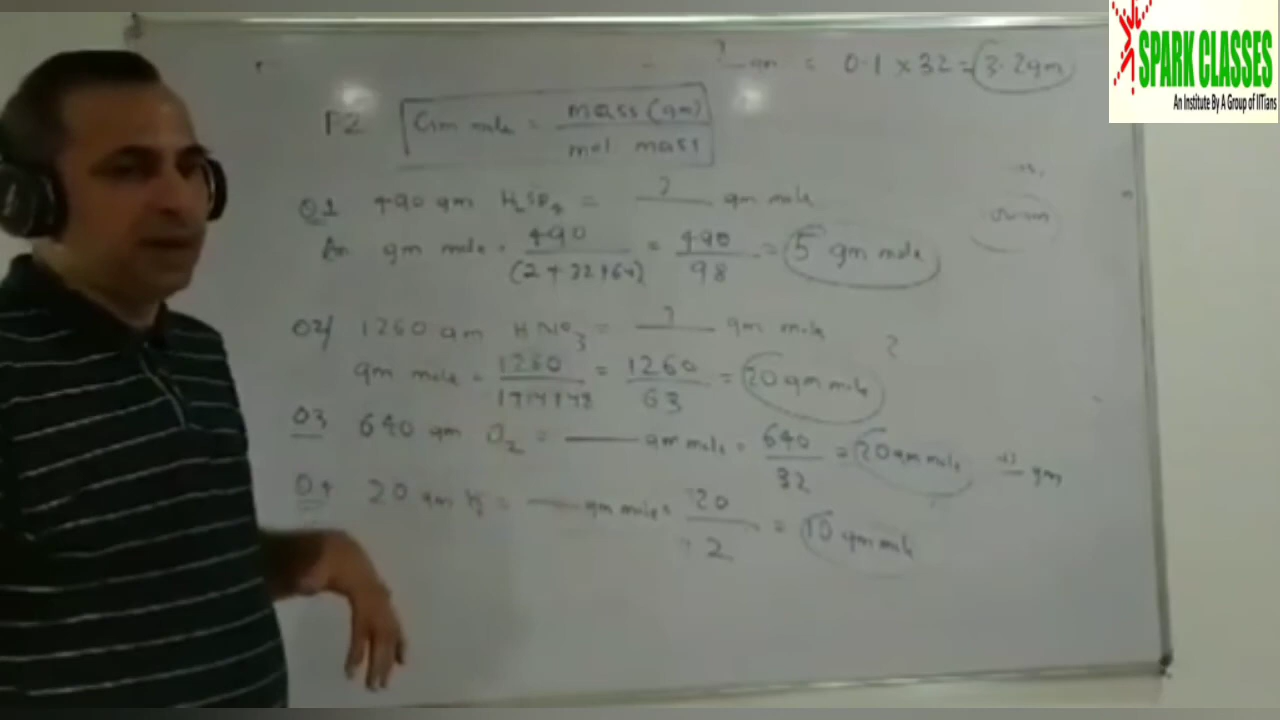 SPARK CLASSES
An Institute By A Group of IITians
? gm = 0.1 × 32 = 3.2gm
P2 Gm mole = mass (gm) / mol mass
Q1 490 gm H2SO4 = ? gm mole
gm mole = 490 / (2+32+64) = 490 / 98 = 5 gm mole
Q2/ 1260 gm HNO3 = ? gm mole
gm mole = 1260 / 1+14+48 = 1260 / 63 = 20 gm mole
Q3 640 gm O2 = gm mole = 640 / 32 = 20 gm mole
gm
Q4 20 gm H2 = gm mole = 20 / 2 = 10 gm mole